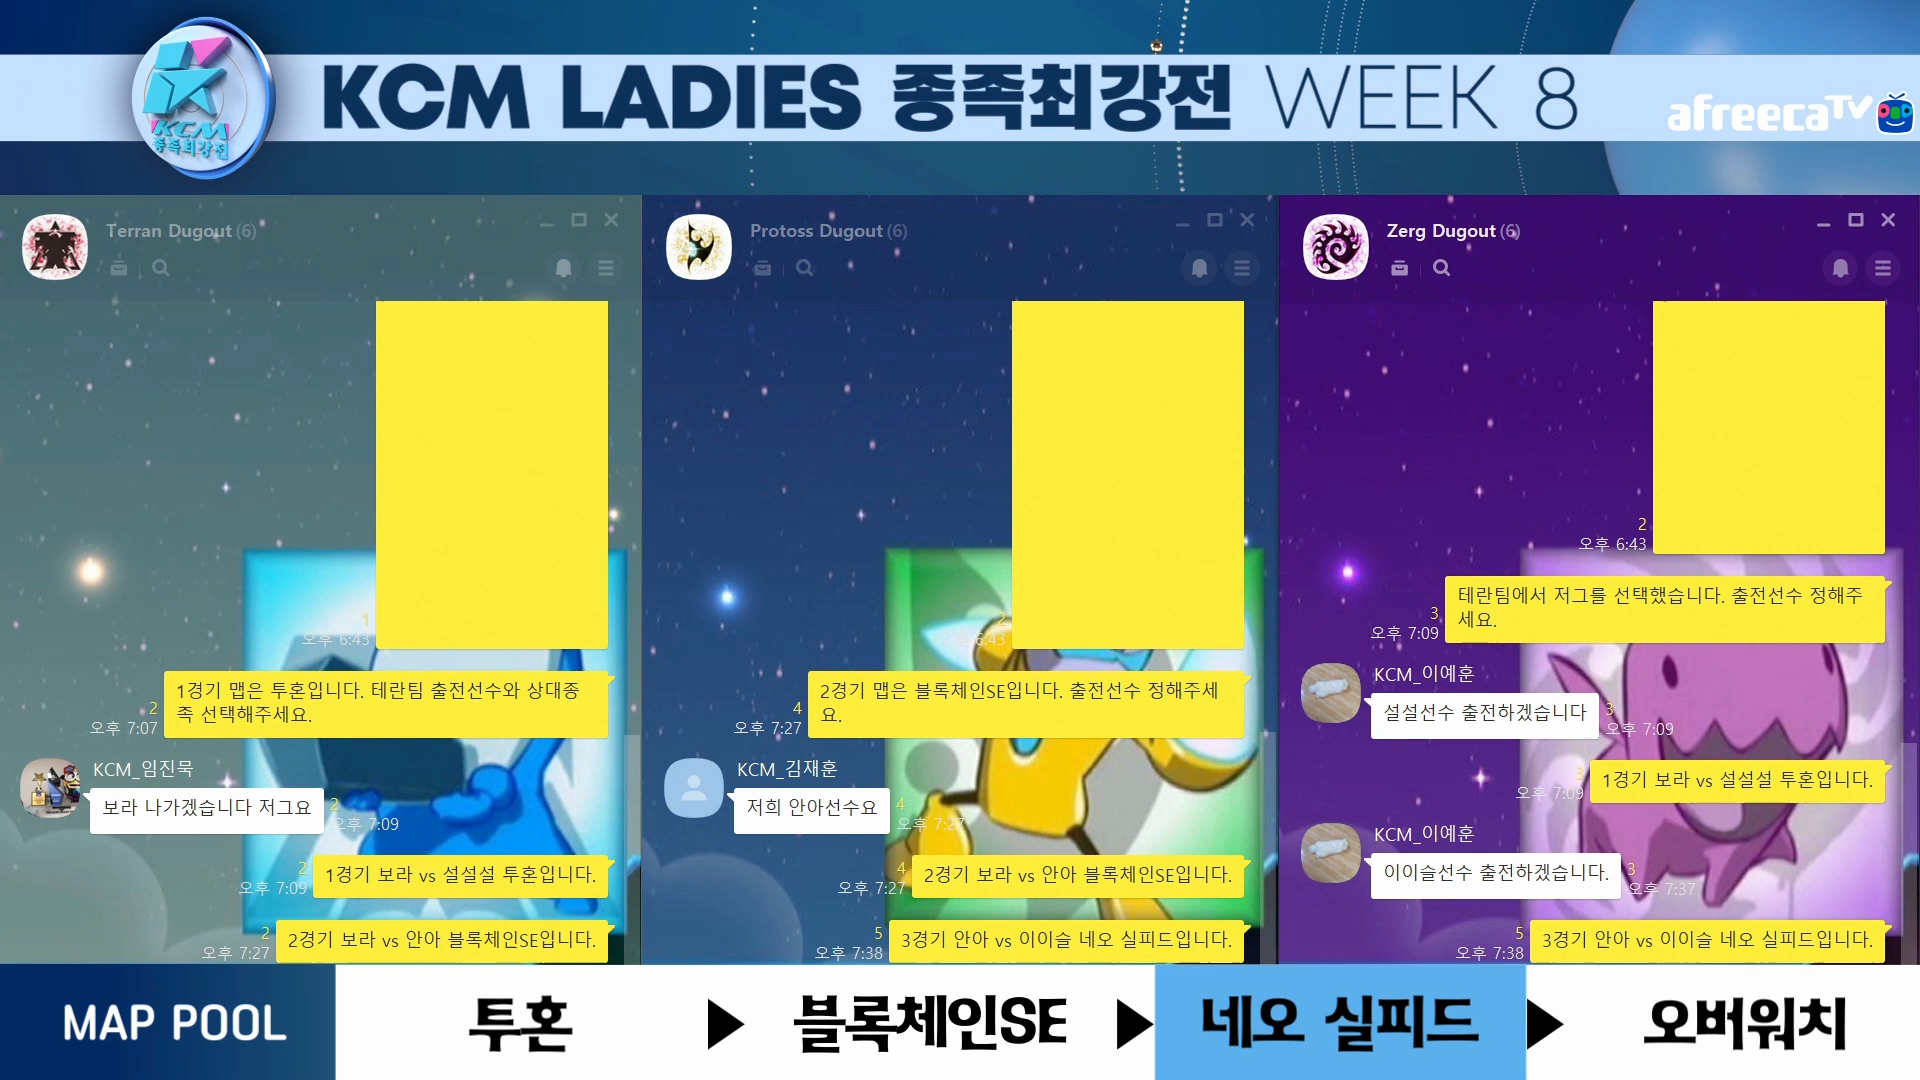 KCM
종족최강전
KCM LADIES 종족최강전 WEEK 8
afreecaTV
Terran Dugout (6)
1
오후 6:43
1경기 맵은 투혼입니다. 테란팀 출전선수와 상대종
족 선택해주세요.
2
오후 7:07
KCM_임진묵
보라 나가겠습니다 저그요
2
오후 7:09
1경기 보라 vs 설설설 투혼입니다.
2
오후 7:09
2경기 보라 vs 안아 블록체인SE입니다.
2
오후 7:27
Protoss Dugout (6)
2
6:43
2경기 맵은 블록체인SE입니다. 출전선수 정해주세
요.
4
오후 7:27
KCM_김재훈
저희 안아선수요
4
오후 7:27
2경기 보라 vs 안아 블록체인SE입니다.
4
오후 7:27
3경기 안아 vs 이이슬 네오 실피드입니다.
5
오후 7:38
Zerg Dugout (6)
2
오후 6:43
테란팀에서 저그를 선택했습니다. 출전선수 정해주
세요.
3
오후 7:09
KCM_이예훈
설설선수 출전하겠습니다
3
오후 7:09
1경기 보라 vs 설설설 투혼입니다.
3
오후 7:09
KCM_이예훈
이이슬선수 출전하겠습니다.
3
오후 7:37
3경기 안아 vs 이이슬 네오 실피드입니다.
5
오후 7:38
MAP POOL 투혼 ▶ 블록체인SE ▶ 네오 실피드 ▶ 오버워치